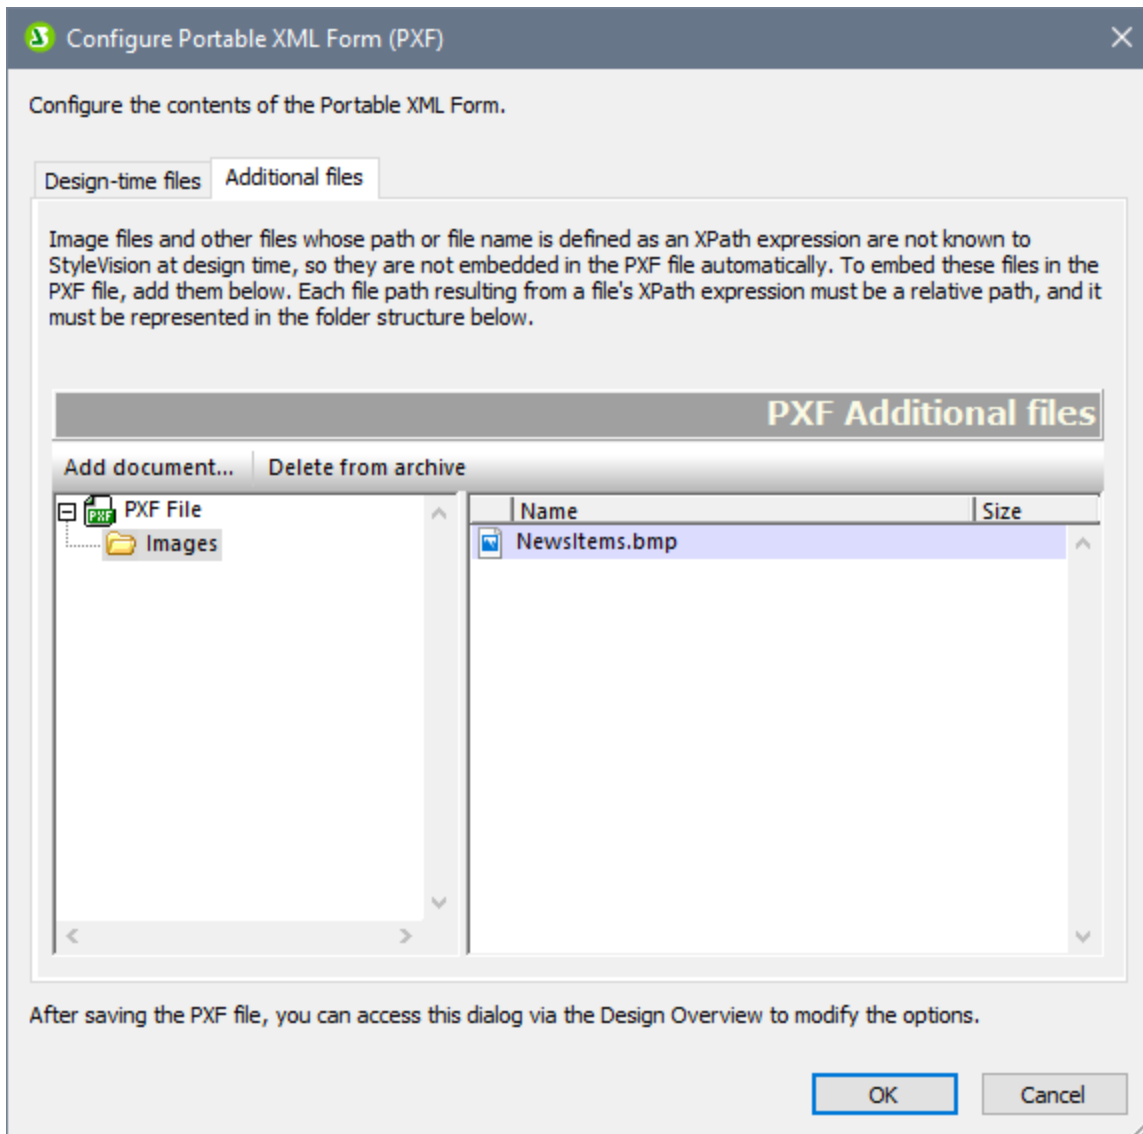 Configure Portable XML Form (PXF)
Configure the contents of the Portable XML Form.
Design-time files Additional files
Image files and other files whose path or file name is defined as an XPath expression are not known to
StyleVision at design time, so they are not embedded in the PXF file automatically. To embed these files in the
PXF file, add them below. Each file path resulting from a file's XPath expression must be a relative path, and it
must be represented in the folder structure below.
PXF Additional files
Add document... Delete from archive
PXF PXF File
Images
Name Size
NewsItems.bmp
After saving the PXF file, you can access this dialog via the Design Overview to modify the options.
OK Cancel